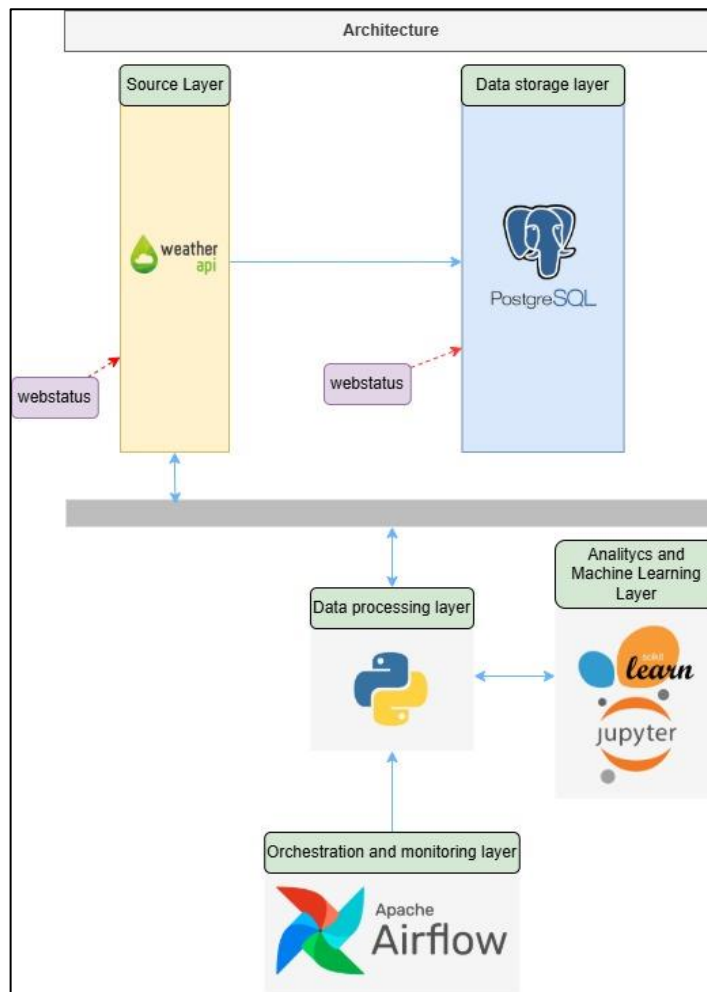 Architecture
Source Layer
Data storage layer
weather
api
PostgreSQL
webstatus
webstatus
Analitycs and
Machine Learning
Layer
Data processing layer
scikit
learn
jupyter
Orchestration and monitoring layer
Apache
Airflow